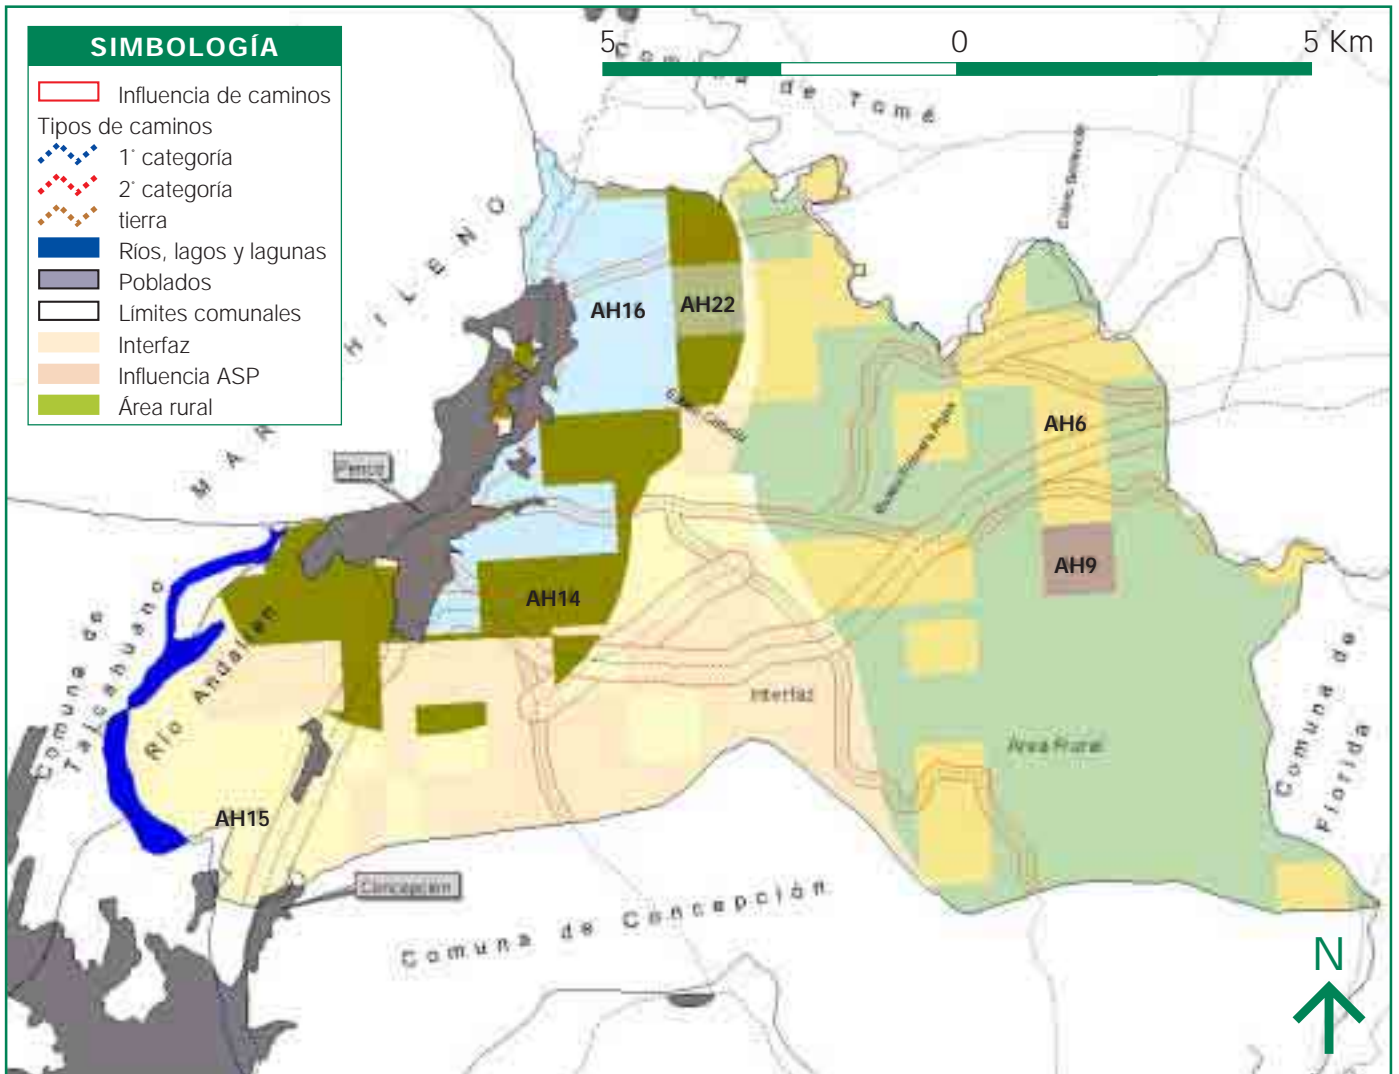 SIMBOLOGÍA
Influencia de caminos
Tipos de caminos
1° categoría
2° categoría
tierra
Ríos, lagos y lagunas
Poblados
Límites comunales
Interfaz
Influencia ASP
Área rural
5 0 5 Km
Comuna de Tomé
MAR CHILENO
AH16
AH22
AH6
AH9
AH14
AH15
Penco
Comuna de Talcahuano
Río Andalién
Interfaz
Área Rural
Comuna de Florida
Concepción
Comuna de Concepción
N